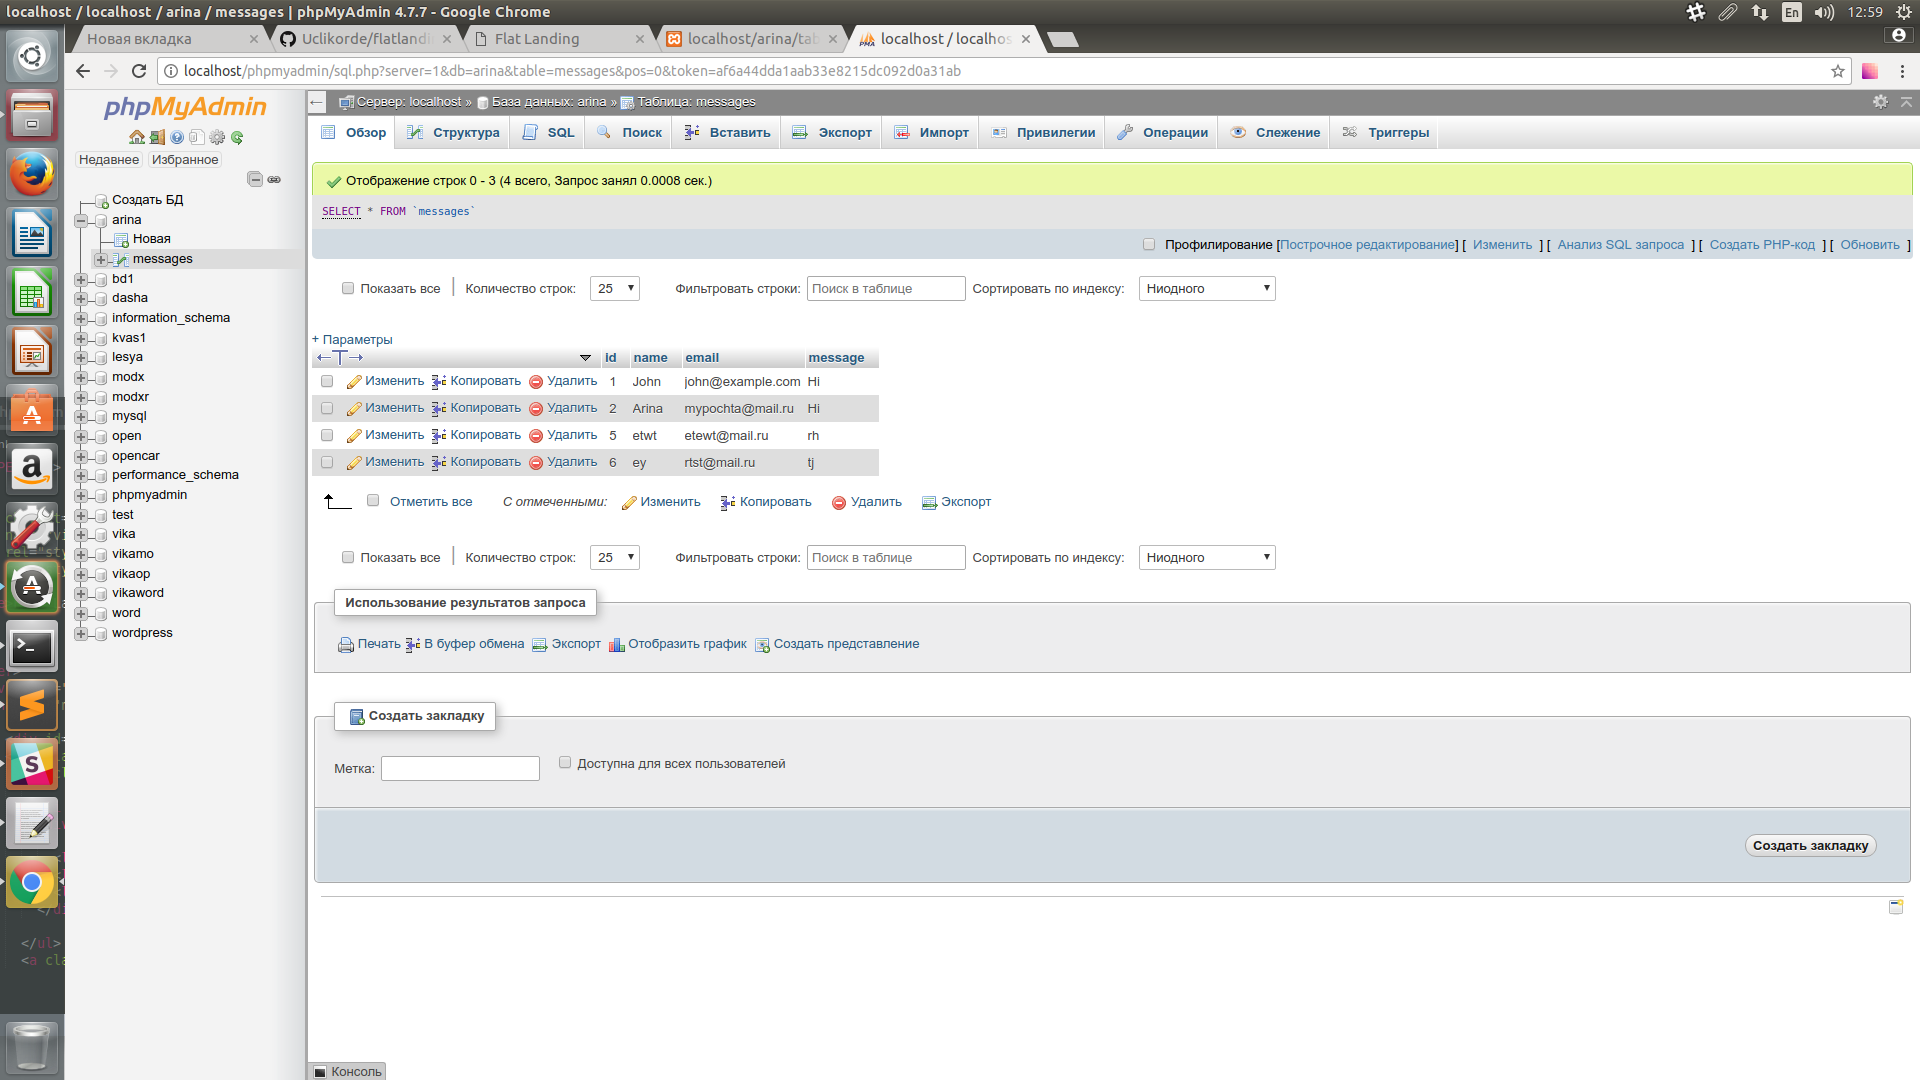 localhost / localhost / arina / messages | phpMyAdmin 4.7.7 - Google Chrome
En
12:59
Новая вкладка
Uclikorde/flatlandi
Flat Landing
localhost/arina/tab
localhost / localhos
localhost/phpmyadmin/sql.php?server=1&db=arina&table=messages&pos=0&token=af6a44dda1aab33e8215dc092d0a31ab
phpMyAdmin
Недавнее
Избранное
Создать БД
arina
Новая
messages
bd1
dasha
information_schema
kvas1
lesya
modx
modxr
mysql
open
opencar
performance_schema
phpmyadmin
test
vika
vikamo
vikaop
vikaword
word
wordpress
Сервер: localhost » База данных: arina » Таблица: messages
Обзор
Структура
SQL
Поиск
Вставить
Экспорт
Импорт
Привилегии
Операции
Слежение
Триггеры
Отображение строк 0 - 3 (4 всего, Запрос занял 0.0008 сек.)
SELECT * FROM `messages`
Профилирование [Построчное редактирование] [ Изменить ] [ Анализ SQL запроса ] [ Создать PHP-код ] [ Обновить ]
Показать все
Количество строк:
25
Фильтровать строки:
Поиск в таблице
Сортировать по индексу:
Ниодного
+ Параметры
id name email message
Изменить Копировать Удалить 1 John john@example.com Hi
Изменить Копировать Удалить 2 Arina mypochta@mail.ru Hi
Изменить Копировать Удалить 5 etwt etewt@mail.ru rh
Изменить Копировать Удалить 6 ey rtst@mail.ru tj
Отметить все
С отмеченными:
Изменить
Копировать
Удалить
Экспорт
Показать все
Количество строк:
25
Фильтровать строки:
Поиск в таблице
Сортировать по индексу:
Ниодного
Использование результатов запроса
Печать
В буфер обмена
Экспорт
Отобразить график
Создать представление
Создать закладку
Метка:
Доступна для всех пользователей
Создать закладку
</ul>
<a cla
Консоль